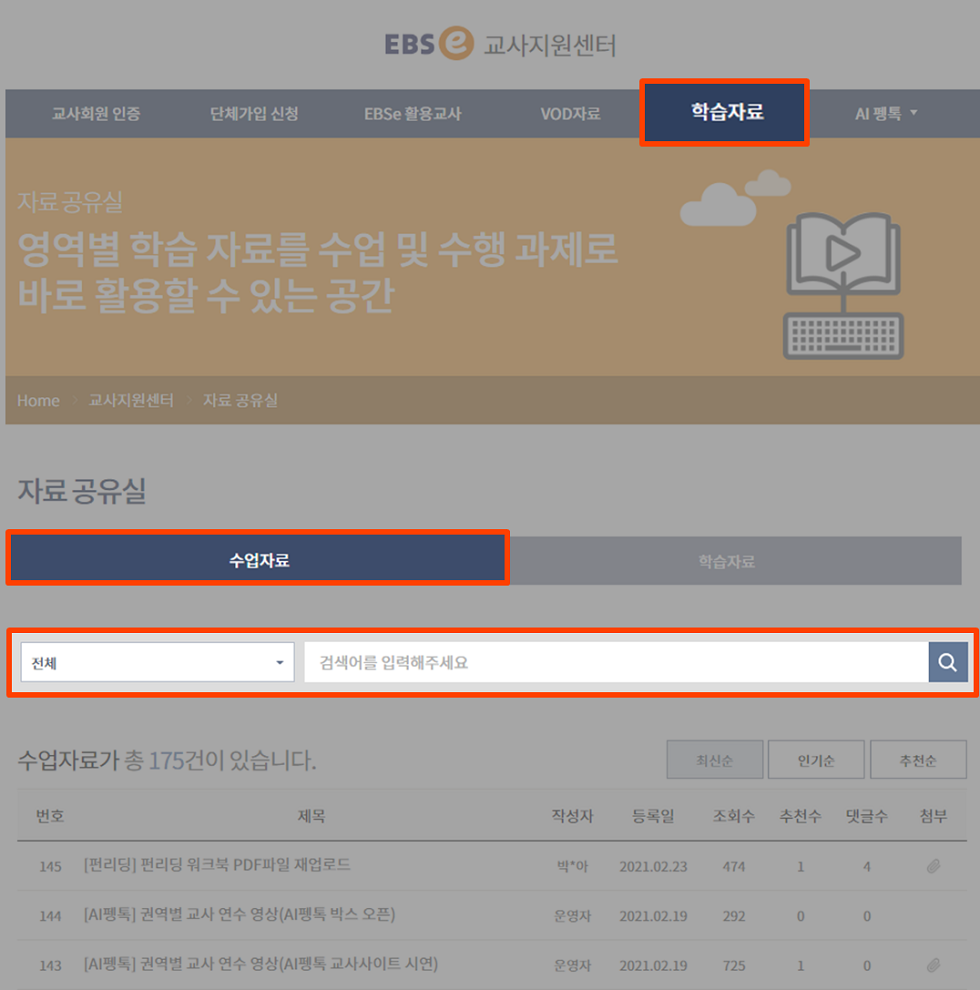 EBSe 교사지원센터
교사회원 인증 단체가입 신청 EBSe 활용교사 VOD자료 학습자료 AI 펭톡
자료 공유실
영역별 학습 자료를 수업 및 수행 과제로
바로 활용할 수 있는 공간
Home 교사지원센터 자료 공유실
자료 공유실
수업자료 학습자료
전체 검색어를 입력해주세요
수업자료가 총 175건이 있습니다. 최신순 인기순 추천순
번호 제목 작성자 등록일 조회수 추천수 댓글수 첨부
145 [펀리딩] 펀리딩 워크북 PDF파일 재업로드 박*아 2021.02.23 474 1 4
144 [AI펭톡] 권역별 교사 연수 영상(AI펭톡 박스 오픈) 운영자 2021.02.19 292 0 0
143 [AI펭톡] 권역별 교사 연수 영상(AI펭톡 교사사이트 시연) 운영자 2021.02.19 725 1 0